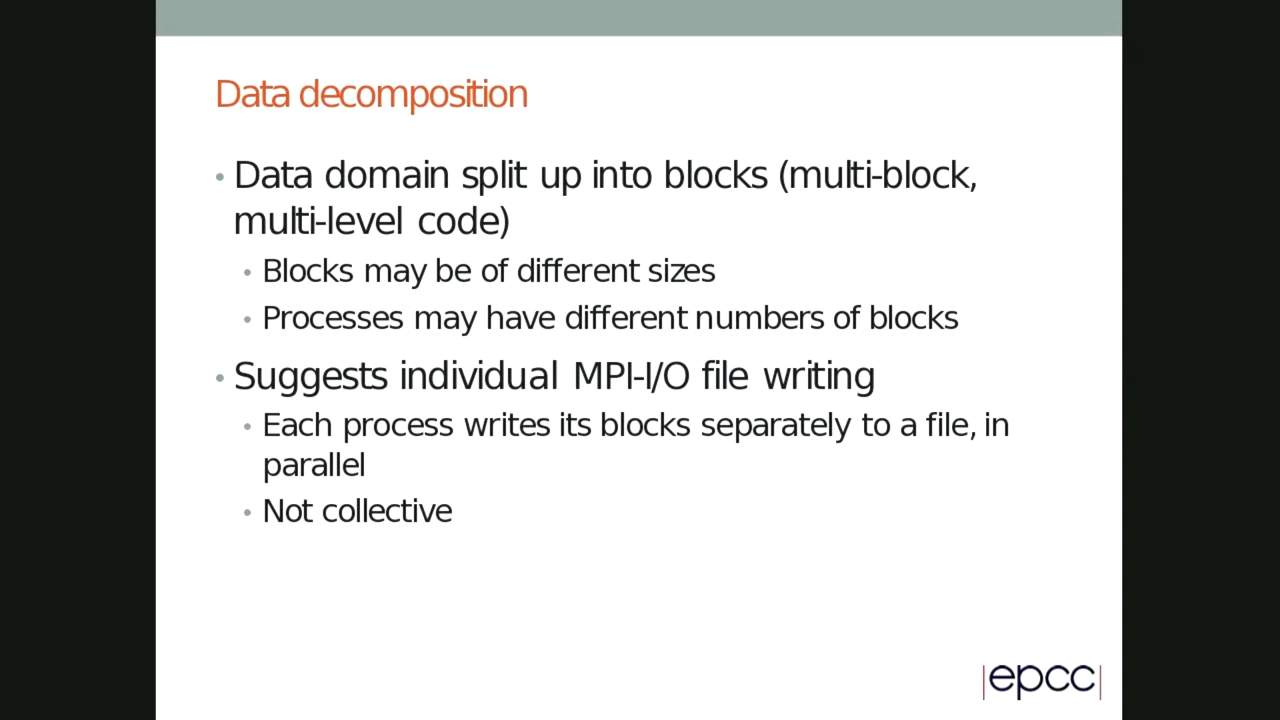 Data decomposition
• Data domain split up into blocks (multi-block,
multi-level code)
• Blocks may be of different sizes
• Processes may have different numbers of blocks
• Suggests individual MPI-I/O file writing
• Each process writes its blocks separately to a file, in
parallel
• Not collective
|epcc|